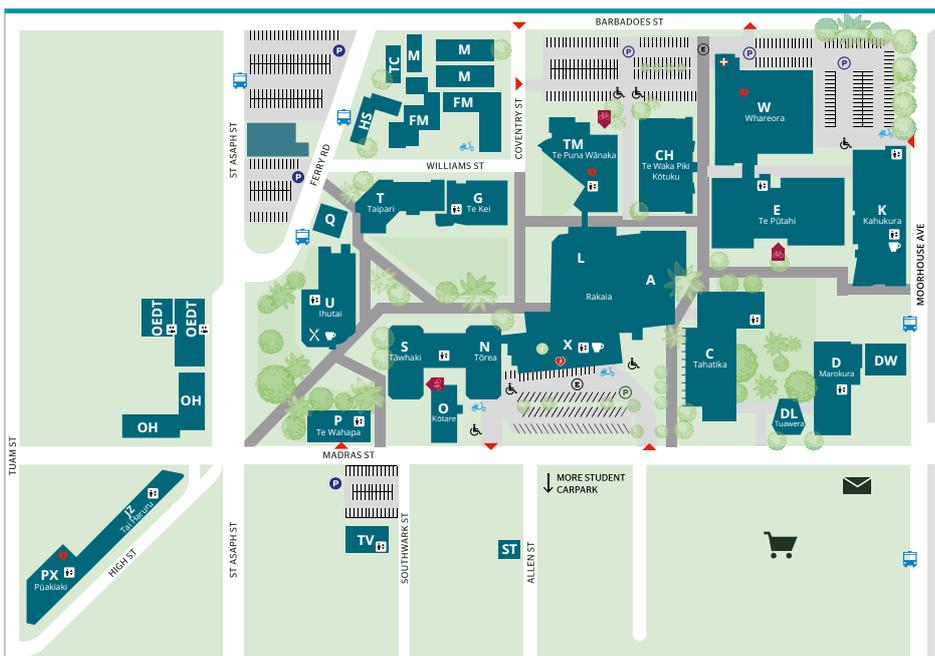 BARBADOES ST
P
E
P
P
P
TC
M
M
M
FM
FM
HS
W
Whareora
ST ASAPH ST
FERRY RD
COVENTRY ST
TM
Te Puna Wānaka
CH
Te Waka Piki
Kōtuku
WILLIAMS ST
P
T
Taipari
G
Te Kei
E
Te Pūtahi
K
Kahukura
Q
MOORHOUSE AVE
L
A
Rakaia
U
Ihutai
OEDT
OEDT
S
Tāwhaki
N
Tōrea
X
i
C
Tahatika
D
Marokura
DW
E
P
OH
OH
O
Kōtare
P
Te Wahapa
DL
Tuawera
TUAM ST
MADRAS ST
P
MORE STUDENT
CARPARK
JZ
Tai Haruru
TV
ST
PX
Pūakiaki
HIGH ST
ST ASAPH ST
SOUTHWARK ST
ALLEN ST